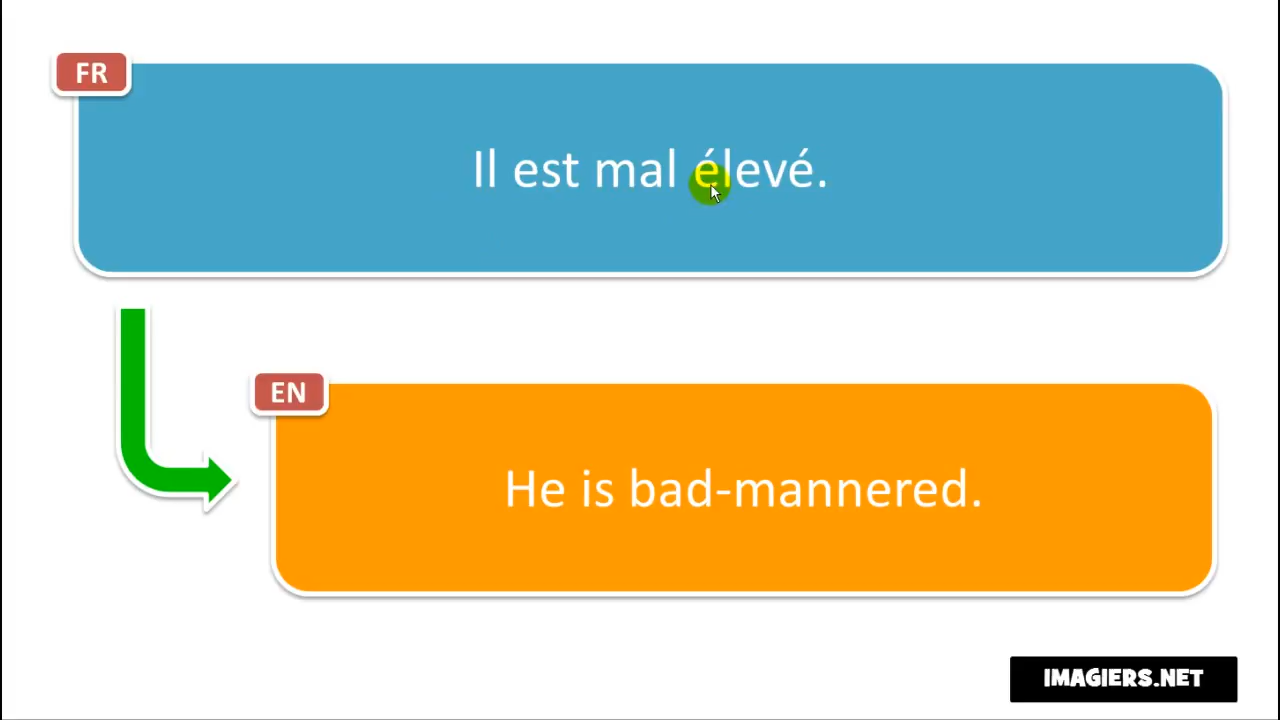 FR
Il est mal élevé.
EN
He is bad-mannered.
IMAGIERS.NET